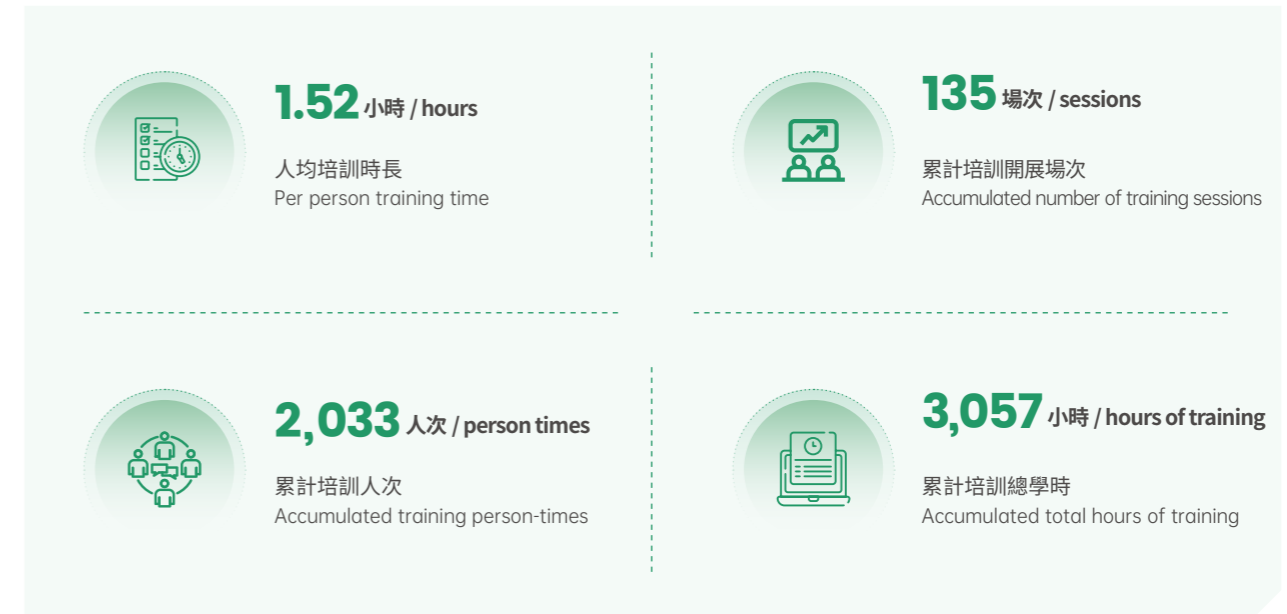 1.52 小時 / hours
人均培訓時長
Per person training time
135 場次 / sessions
累計培訓開展場次
Accumulated number of training sessions
2,033 人次 / person times
累計培訓人次
Accumulated training person-times
3,057 小時 / hours of training
累計培訓總學時
Accumulated total hours of training